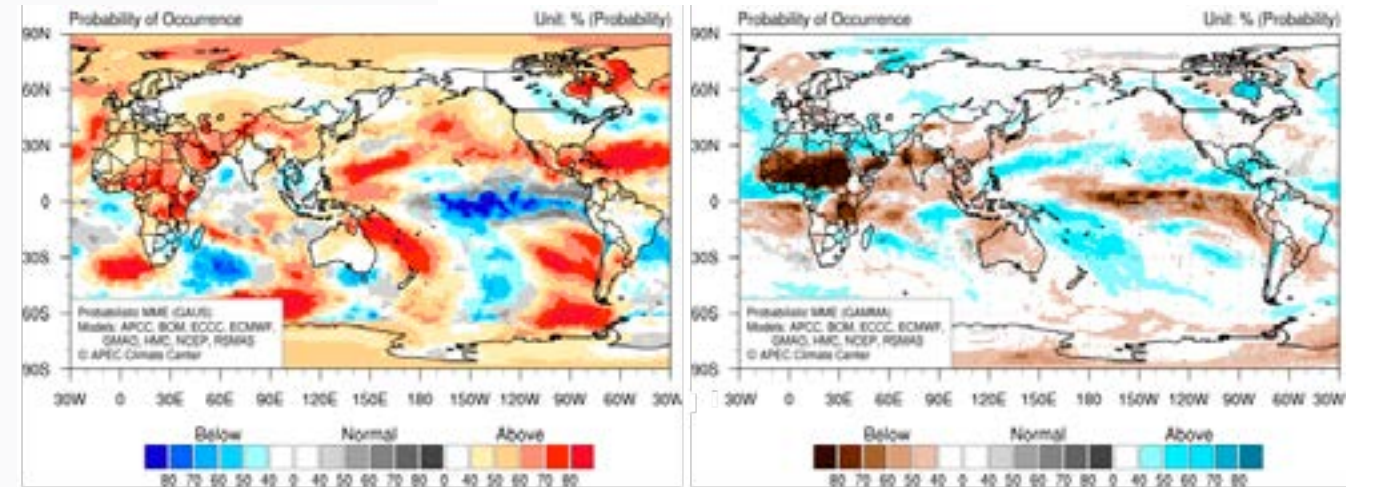 Probability of Occurrence Unit: % (Probability)
90N
60N
30N
0
30S
60S
90S
Probabilistic MME (GAUS)
Models: APCC, BOM, ECCC, ECMWF,
GMAO, HMC, NCEP, RSMAS
© APEC Climate Center
30W 0 30E 60E 90E 120E 150E 180 150W 120W 90W 60W 30W
Below Normal Above
80 70 60 50 40 0 40 50 60 70 80 0 40 50 60 70 80
Probability of Occurrence Unit: % (Probability)
90N
60N
30N
0
30S
60S
90S
Probabilistic MME (GAMMA)
Models: APCC, BOM, ECCC, ECMWF,
GMAO, HMC, NCEP, RSMAS
© APEC Climate Center
30W 0 30E 60E 90E 120E 150E 180 150W 120W 90W 60W 30W
Below Normal Above
80 70 60 50 40 0 40 50 60 70 80 0 40 50 60 70 80